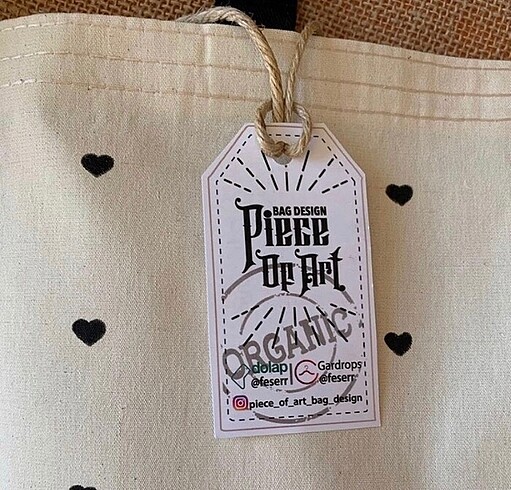 BAG DESIGN
Piece
Of Art
ORGANIC
dolap
@feserr
Gardrops
@feserr
piece_of_art_bag_design